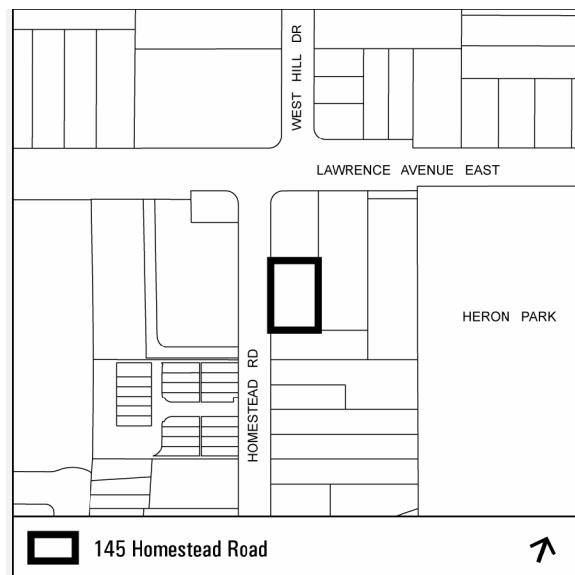 WEST HILL DR
LAWRENCE AVENUE EAST
HERON PARK
HOMESTEAD RD
145 Homestead Road